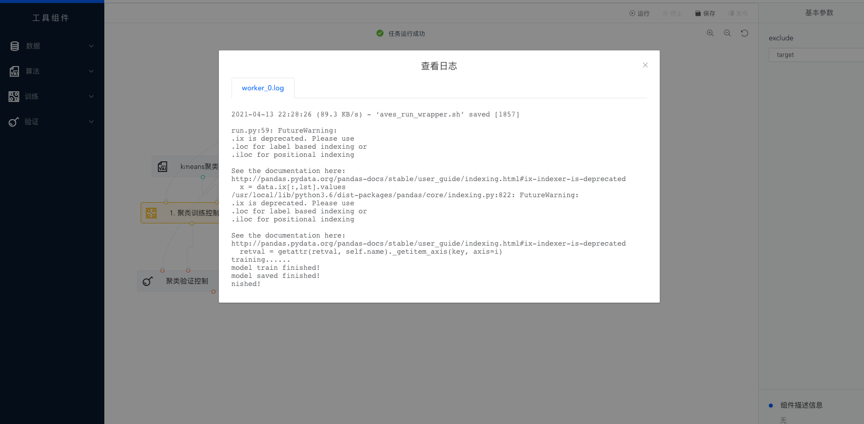 工具组件
数据
算法
训练
验证
运行
停止
保存
任务运行成功
基本参数
exclude
target
kmeans聚类
1. 聚类训练控制
聚类验证控制
查看日志
worker_0.log
2021-04-13 22:28:26 (89.3 KB/s) - 'aves_run_wrapper.sh' saved [1857]
run.py:59: FutureWarning:
.ix is deprecated. Please use
.loc for label based indexing or
.iloc for positional indexing
See the documentation here:
http://pandas.pydata.org/pandas-docs/stable/user_guide/indexing.html#ix-indexer-is-deprecated
x = data.ix[:,lst].values
/usr/local/lib/python3.6/dist-packages/pandas/core/indexing.py:822: FutureWarning:
.ix is deprecated. Please use
.loc for label based indexing or
.iloc for positional indexing
See the documentation here:
http://pandas.pydata.org/pandas-docs/stable/user_guide/indexing.html#ix-indexer-is-deprecated
retval = getattr(retval, self.name)._getitem_axis(key, axis=i)
training......
model train finished!
model saved finished!
nished!
组件描述信息
无